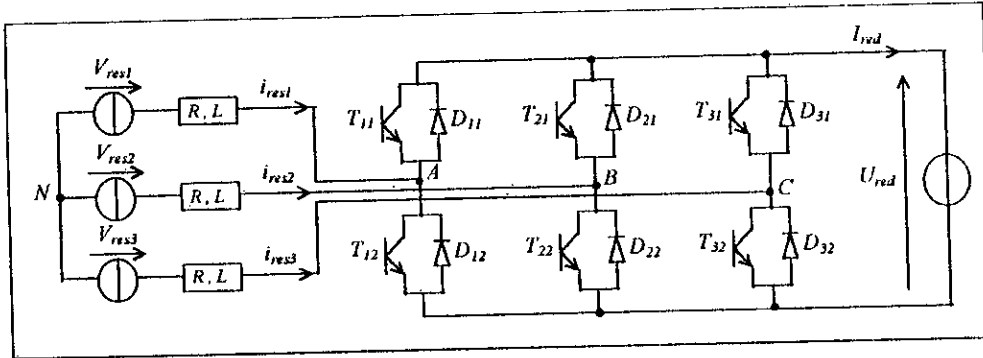 I_red
V_res1
R, L
i_res1
T_11
D_11
T_21
D_21
T_31
D_31
A
V_res2
N
R, L
i_res2
B
C
U_red
V_res3
R, L
i_res3
T_12
D_12
T_22
D_22
T_32
D_32